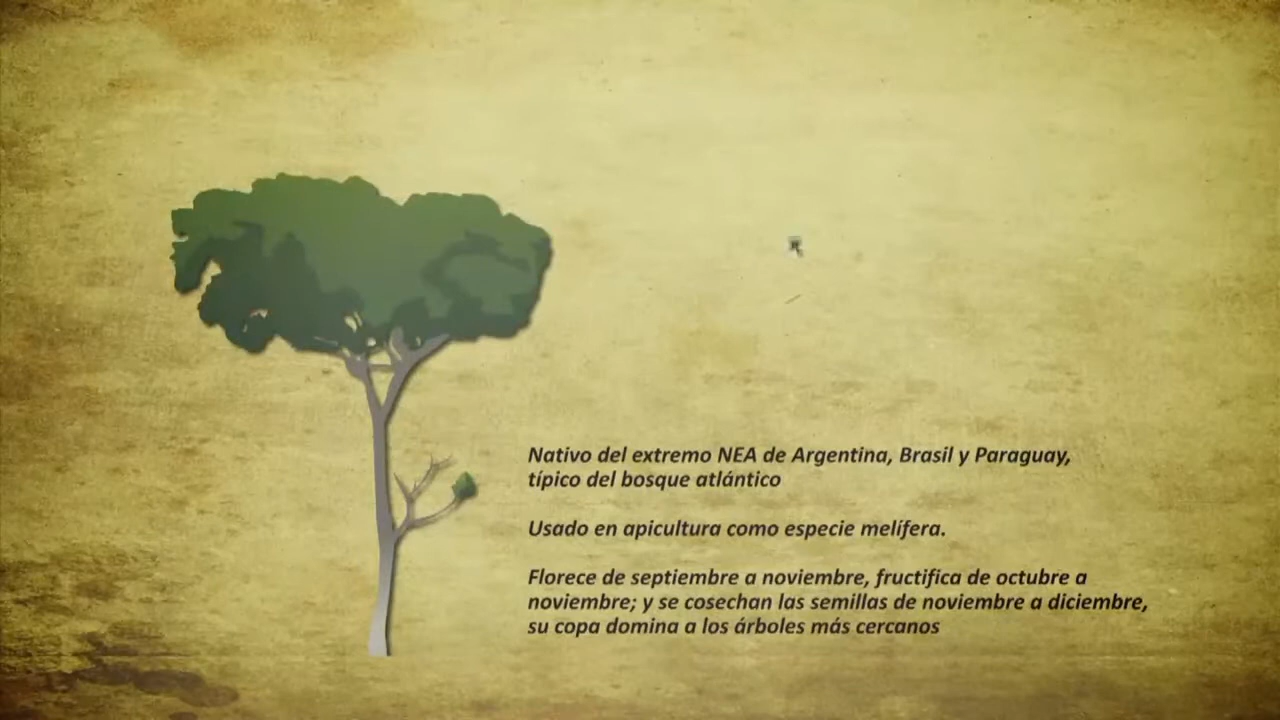 Nativo del extremo NEA de Argentina, Brasil y Paraguay,
típico del bosque atlántico
Usado en apicultura como especie melífera.
Florece de septiembre a noviembre, fructifica de octubre a
noviembre; y se cosechan las semillas de noviembre a diciembre,
su copa domina a los árboles más cercanos